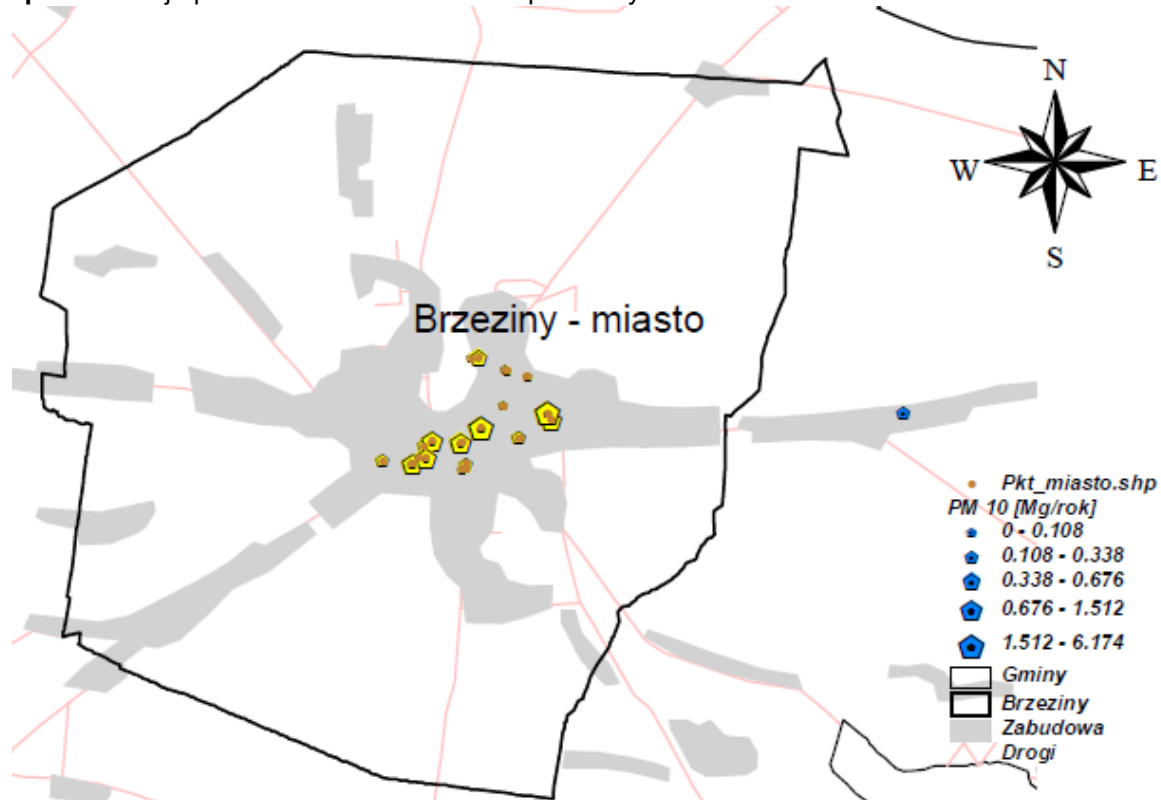 N
W E
S
Brzeziny - miasto
Pkt_miasto.shp
PM 10 [Mg/rok]
0 - 0.108
0.108 - 0.338
0.338 - 0.676
0.676 - 1.512
1.512 - 6.174
Gminy
Brzeziny
Zabudowa
Drogi